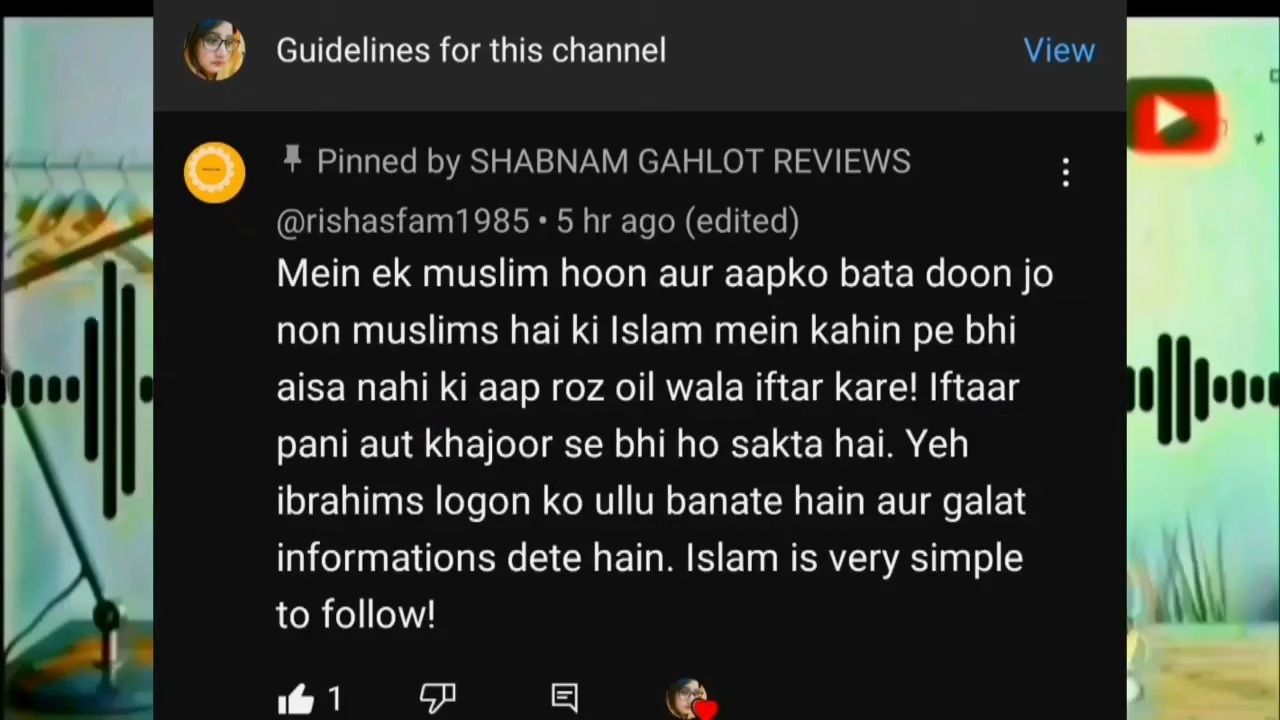 Guidelines for this channel
View
Pinned by SHABNAM GAHLOT REVIEWS
@rishasfam1985 • 5 hr ago (edited)
Mein ek muslim hoon aur aapko bata doon jo
non muslims hai ki Islam mein kahin pe bhi
aisa nahi ki aap roz oil wala iftar kare! Iftaar
pani aut khajoor se bhi ho sakta hai. Yeh
ibrahims logon ko ullu banate hain aur galat
informations dete hain. Islam is very simple
to follow!
1